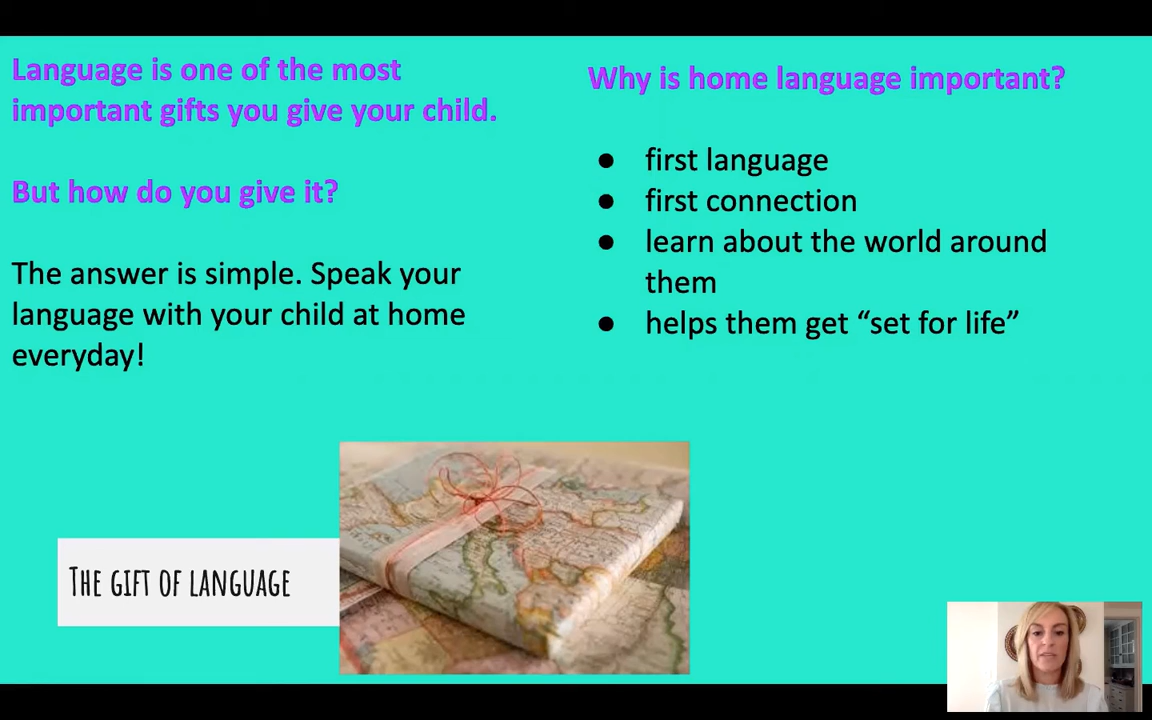 Language is one of the most
important gifts you give your child.
But how do you give it?
The answer is simple. Speak your
language with your child at home
everyday!
Why is home language important?
● first language
● first connection
● learn about the world around
them
● helps them get “set for life”
The gift of language